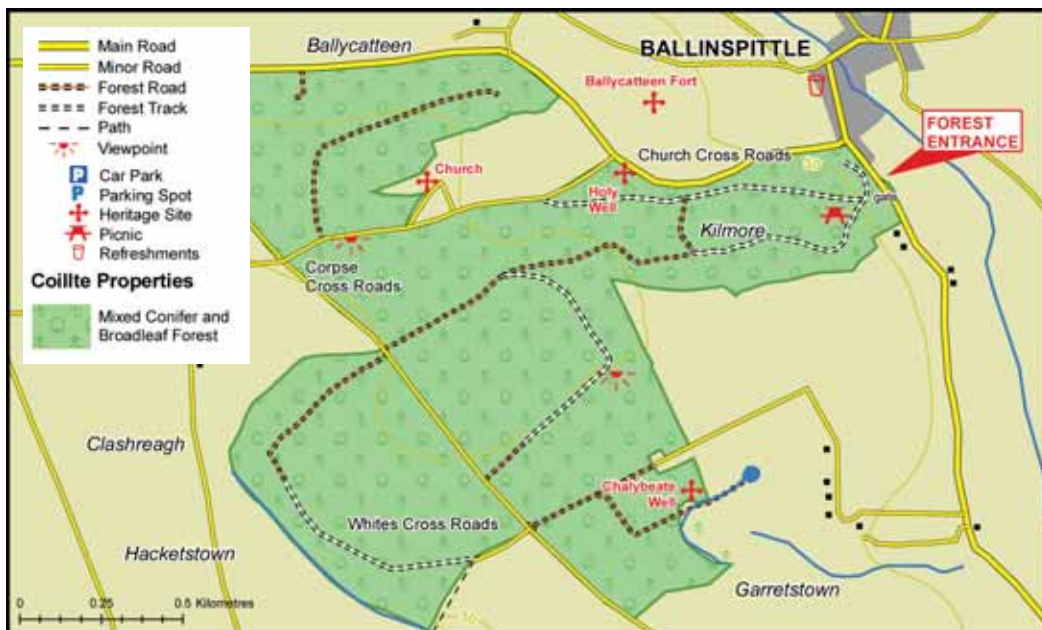 Main Road
Minor Road
Forest Road
Forest Track
Path
Viewpoint
P Car Park
P Parking Spot
Heritage Site
Picnic
Refreshments
Coillte Properties
Mixed Conifer and
Broadleaf Forest
Ballycatteen
BALLINSPITTLE
Ballycatteen Fort
FOREST
ENTRANCE
Church Cross Roads
50
Church
Holy
Well
gate
Kilmore
Corpse
Cross Roads
Clashreagh
Chalybeate
Well
Whites Cross Roads
Hacketstown
Garretstown
50
0 0.25 0.5 Kilometres